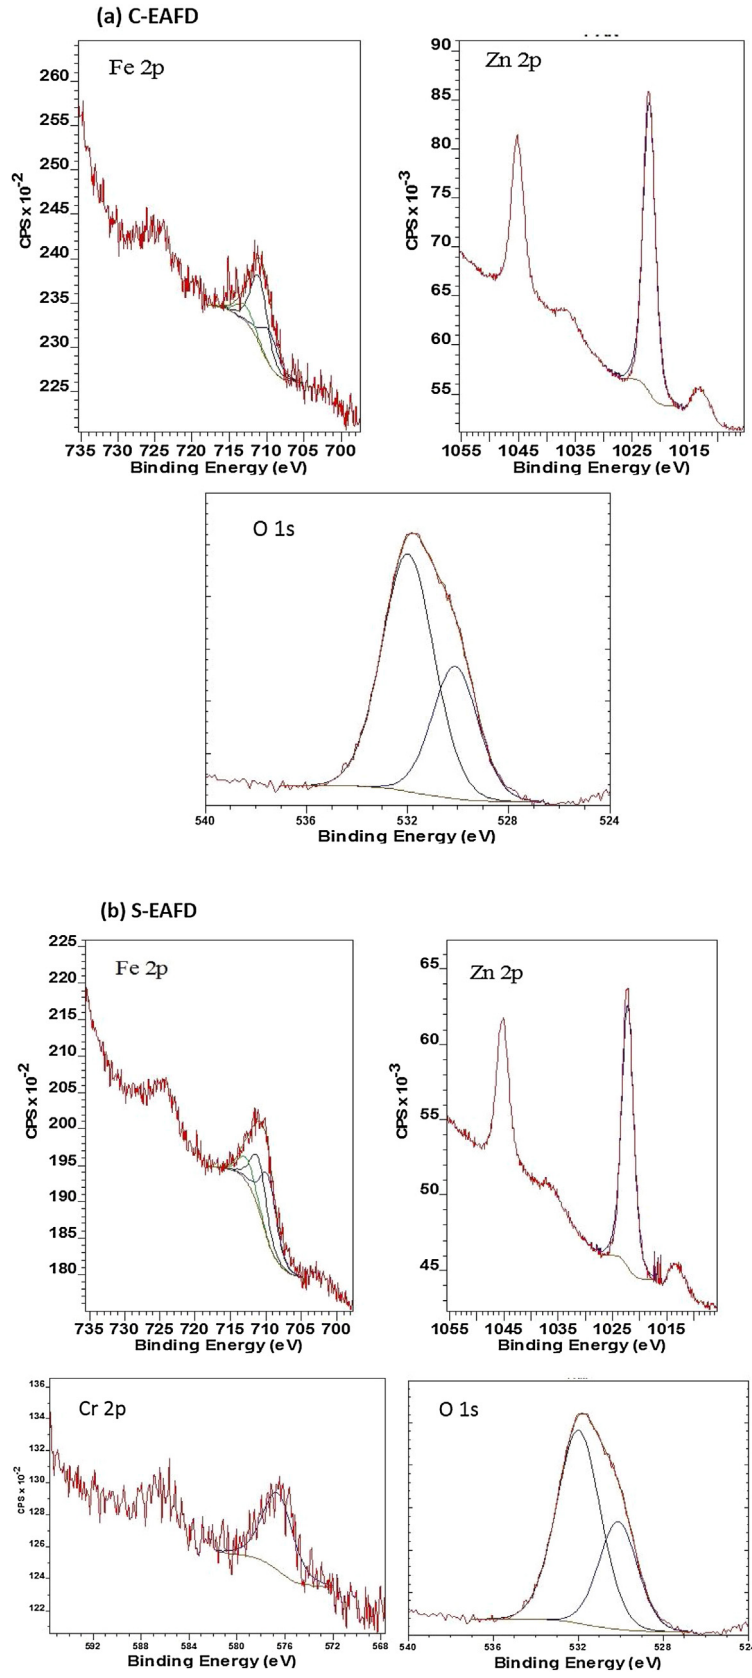 (a) C-EAFD
Fe 2p
260
255
250
245
240
235
230
225
CPS x 10-2
735 730 725 720 715 710 705 700
Binding Energy (eV)
Zn 2p
90
85
80
75
70
65
60
55
CPS x 10-3
1055 1045 1035 1025 1015
Binding Energy (eV)
O 1s
540 536 532 528 524
Binding Energy (eV)
(b) S-EAFD
Fe 2p
225
220
215
210
205
200
195
190
185
180
CPS x 10-2
735 730 725 720 715 710 705 700
Binding Energy (eV)
Zn 2p
65
60
55
50
45
CPS x 10-3
1055 1045 1035 1025 1015
Binding Energy (eV)
Cr 2p
136
134
132
130
128
126
124
122
CPS x 10-2
592 588 584 580 576 572 568
Binding Energy (eV)
O 1s
540 536 532 528 524
Binding Energy (eV)